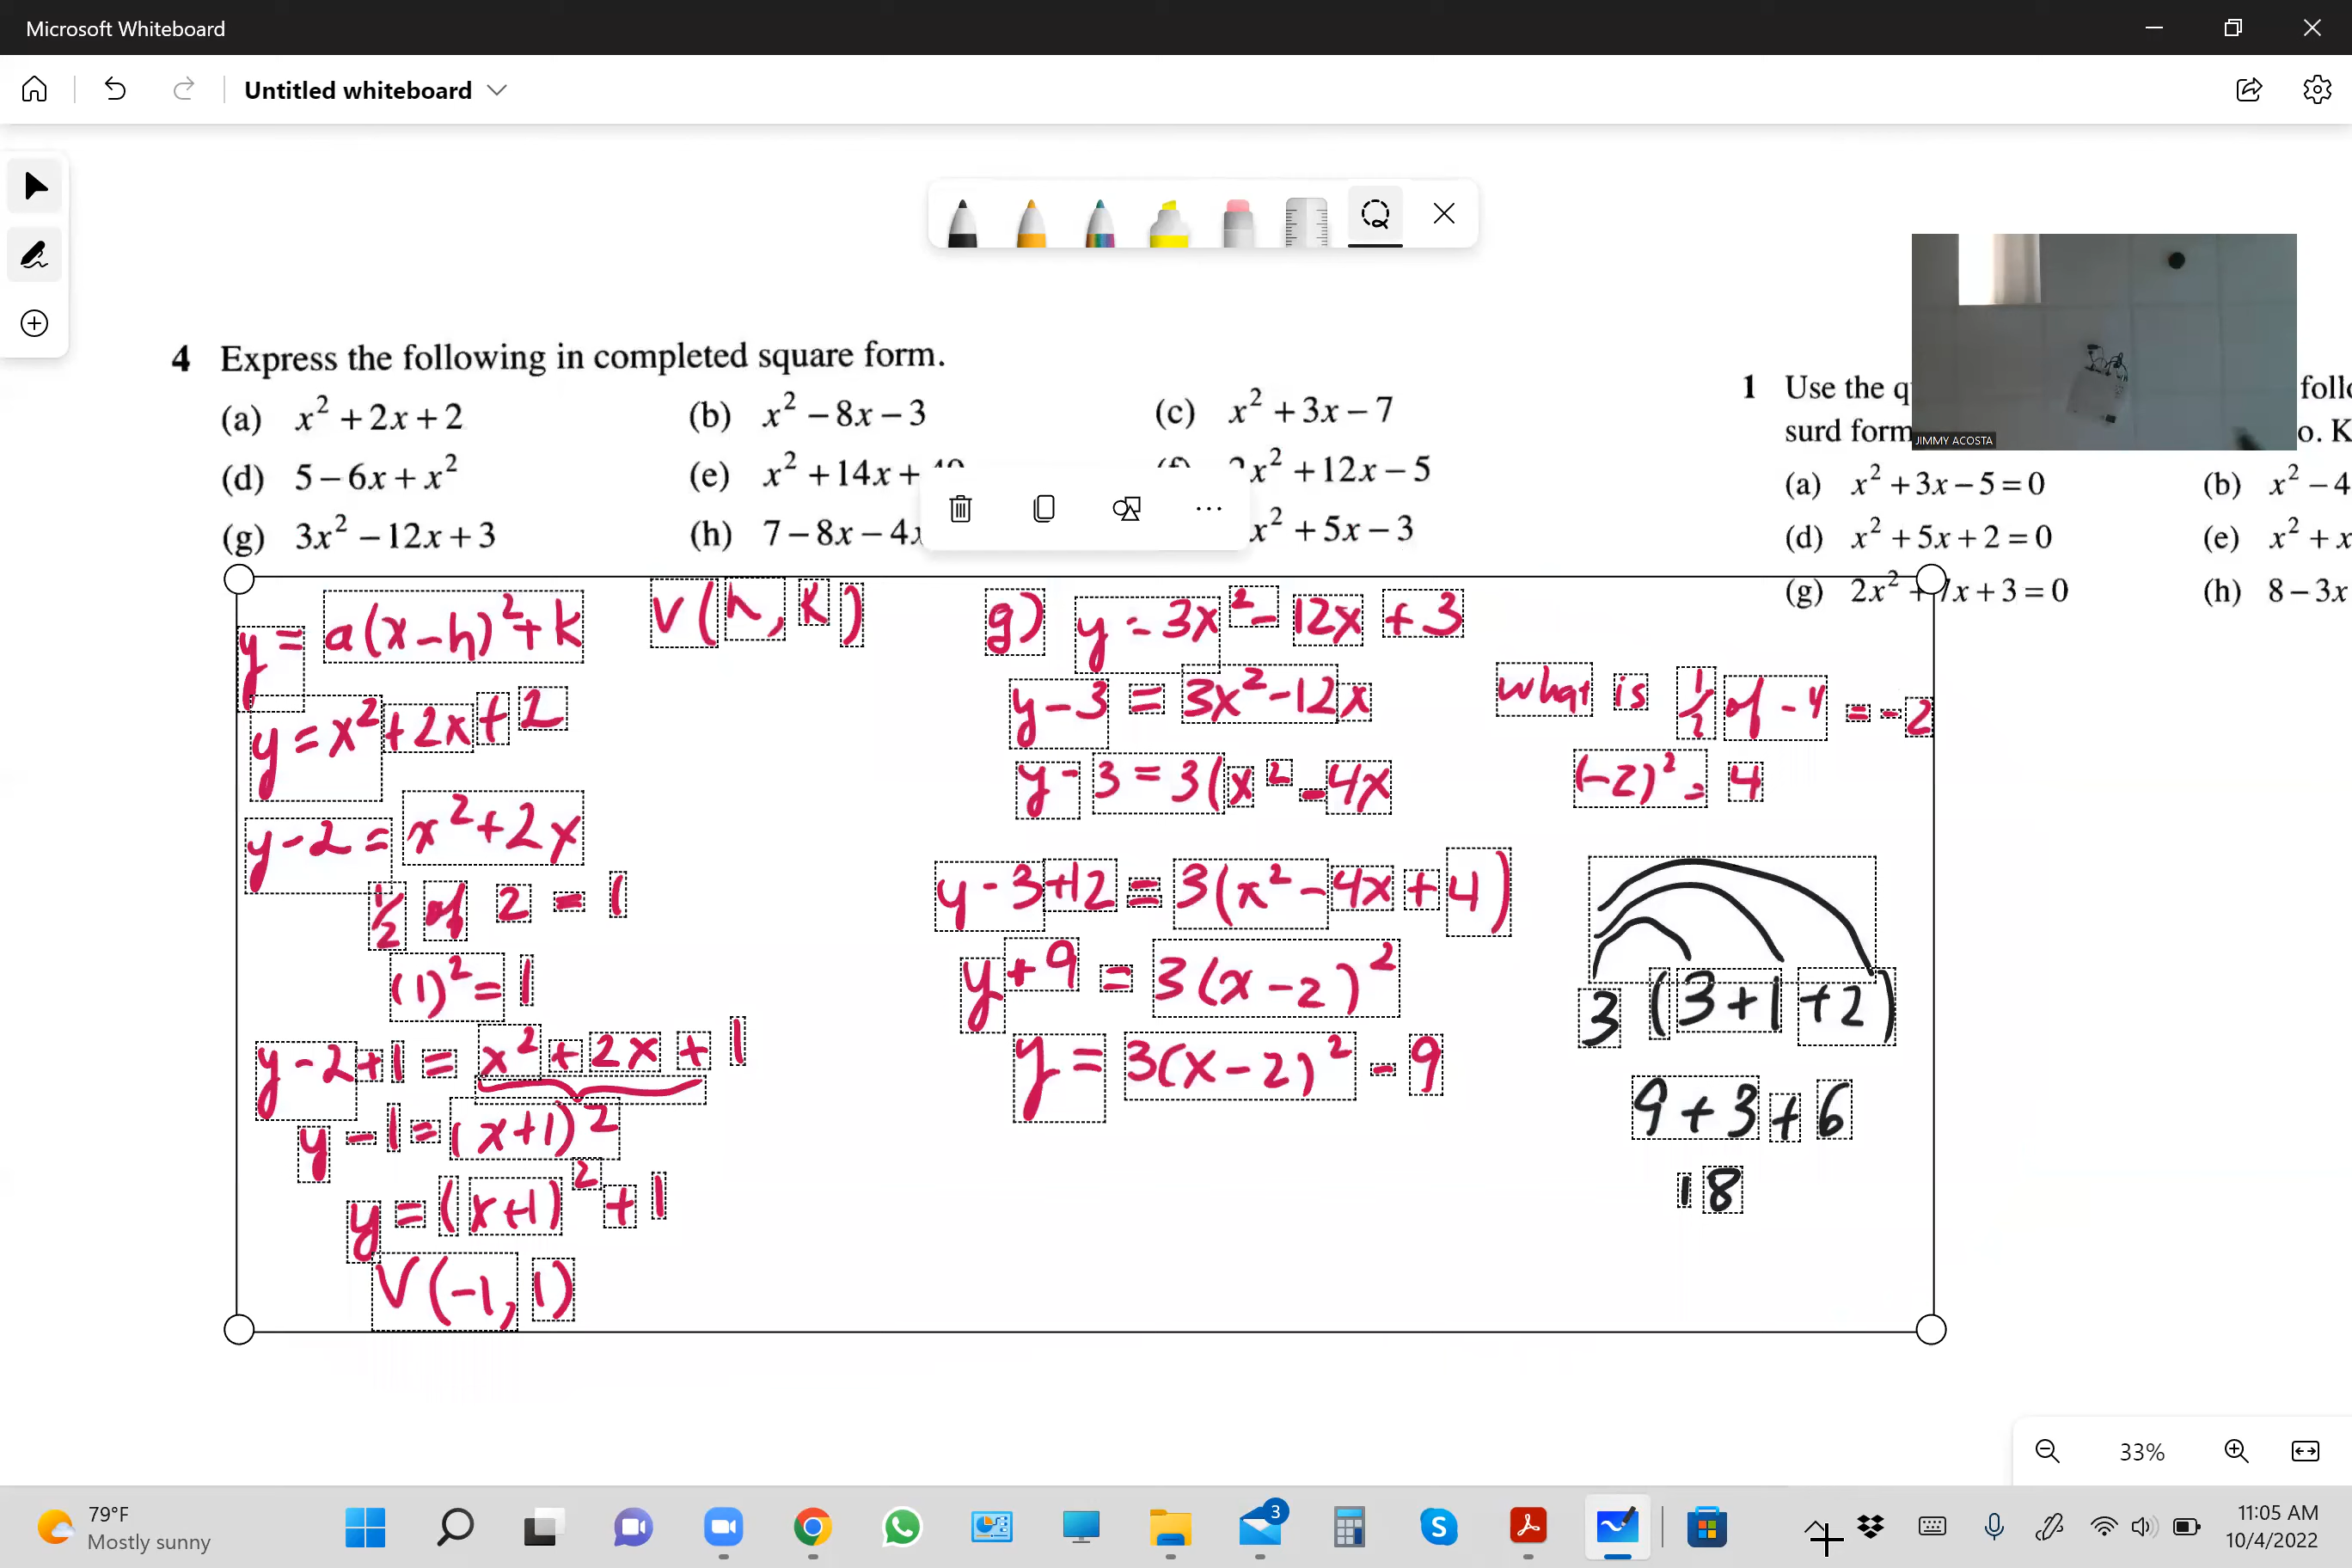 Microsoft Whiteboard
Untitled whiteboard
4 Express the following in completed square form.
(a) x² + 2x + 2
(b) x² − 8x − 3
(c) x² + 3x − 7
(d) 5 − 6x + x²
(e) x² + 14x +
x² + 12x − 5
(g) 3x² − 12x + 3
(h) 7 − 8x − 4
x² + 5x − 3
1 Use the q
surd form
o. K
JIMMY ACOSTA
(a) x² + 3x − 5 = 0
(b) x² − 4
(d) x² + 5x + 2 = 0
(e) x² + x
(g) 2x² + 7x + 3 = 0
(h) 8 − 3x
y = a(x-h)² + k
V(h, k)
y = x² + 2x + 2
y - 2 = x² + 2x
1/2 of 2 = 1
(1)² = 1
y - 2 + 1 = x² + 2x + 1
y - 1 = (x+1)²
y = (x+1)² + 1
V(-1, 1)
g) y = 3x² - 12x + 3
y - 3 = 3x² - 12x
y - 3 = 3(x² - 4x
y - 3 + 12 = 3(x² - 4x + 4)
y + 9 = 3(x - 2)²
y = 3(x - 2)² - 9
what is 1/2 of -4 = -2
(-2)² = 4
3 (3 + 1 + 2)
9 + 3 + 6
18
33%
79°F
Mostly sunny
3
11:05 AM
10/4/2022